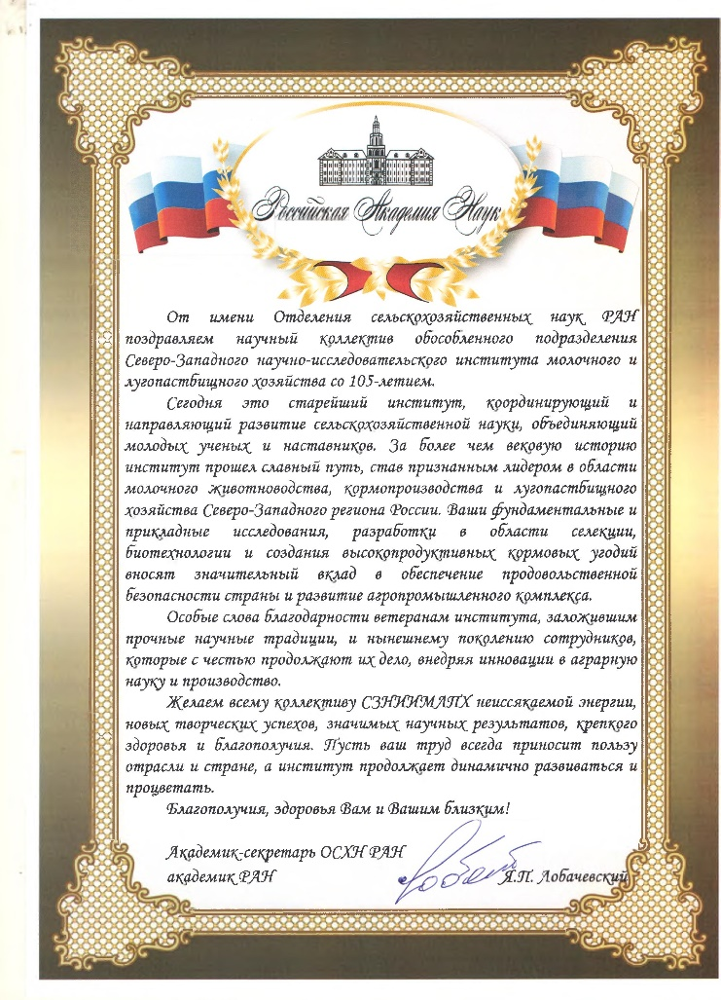 Российская Академия Наук
От имени Отделения сельскохозяйственных наук РАН
поздравляем научный коллектив обособленного подразделения
Северо-Западного научно-исследовательского института молочного и
лугопастбищного хозяйства со 105-летием.
Сегодня это старейший институт, координирующий и
направляющий развитие сельскохозяйственной науки, объединяющий
молодых ученых и наставников. За более чем вековую историю
институт прошел славный путь, став признанным лидером в области
молочного животноводства, кормопроизводства и лугопастбищного
хозяйства Северо-Западного региона России. Ваши фундаментальные и
прикладные исследования, разработки в области селекции,
биотехнологии и создания высокопродуктивных кормовых угодий
вносят значительный вклад в обеспечение продовольственной
безопасности страны и развитие агропромышленного комплекса.
Особые слова благодарности ветеранам института, заложившим
прочные научные традиции, и нынешнему поколению сотрудников,
которые с честью продолжают их дело, внедряя инновации в аграрную
науку и производство.
Желаем всему коллективу СЗНИИМЛПХ неиссякаемой энергии,
новых творческих успехов, значимых научных результатов, крепкого
здоровья и благополучия. Пусть ваш труд всегда приносит пользу
отрасли и стране, а институт продолжает динамично развиваться и
процветать.
Благополучия, здоровья Вам и Вашим близким!
Академик-секретарь ОСХН РАН
академик РАН Я.П. Лобачевский